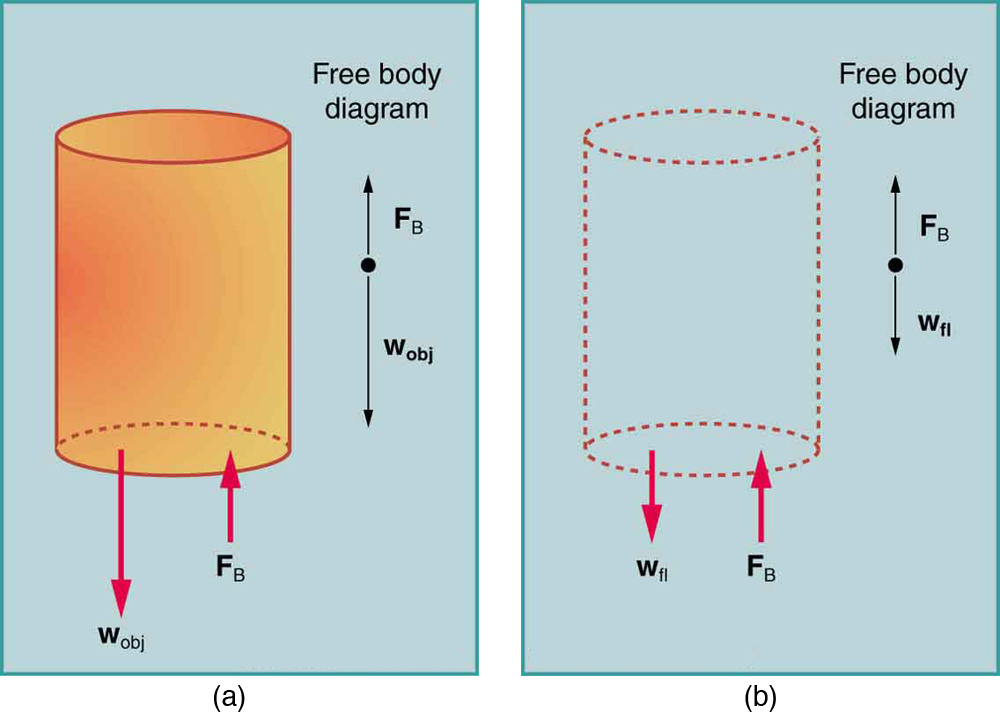 Free body
diagram
F_B
w_obj
F_B
w_obj
(a)
Free body
diagram
F_B
w_fl
w_fl
F_B
(b)